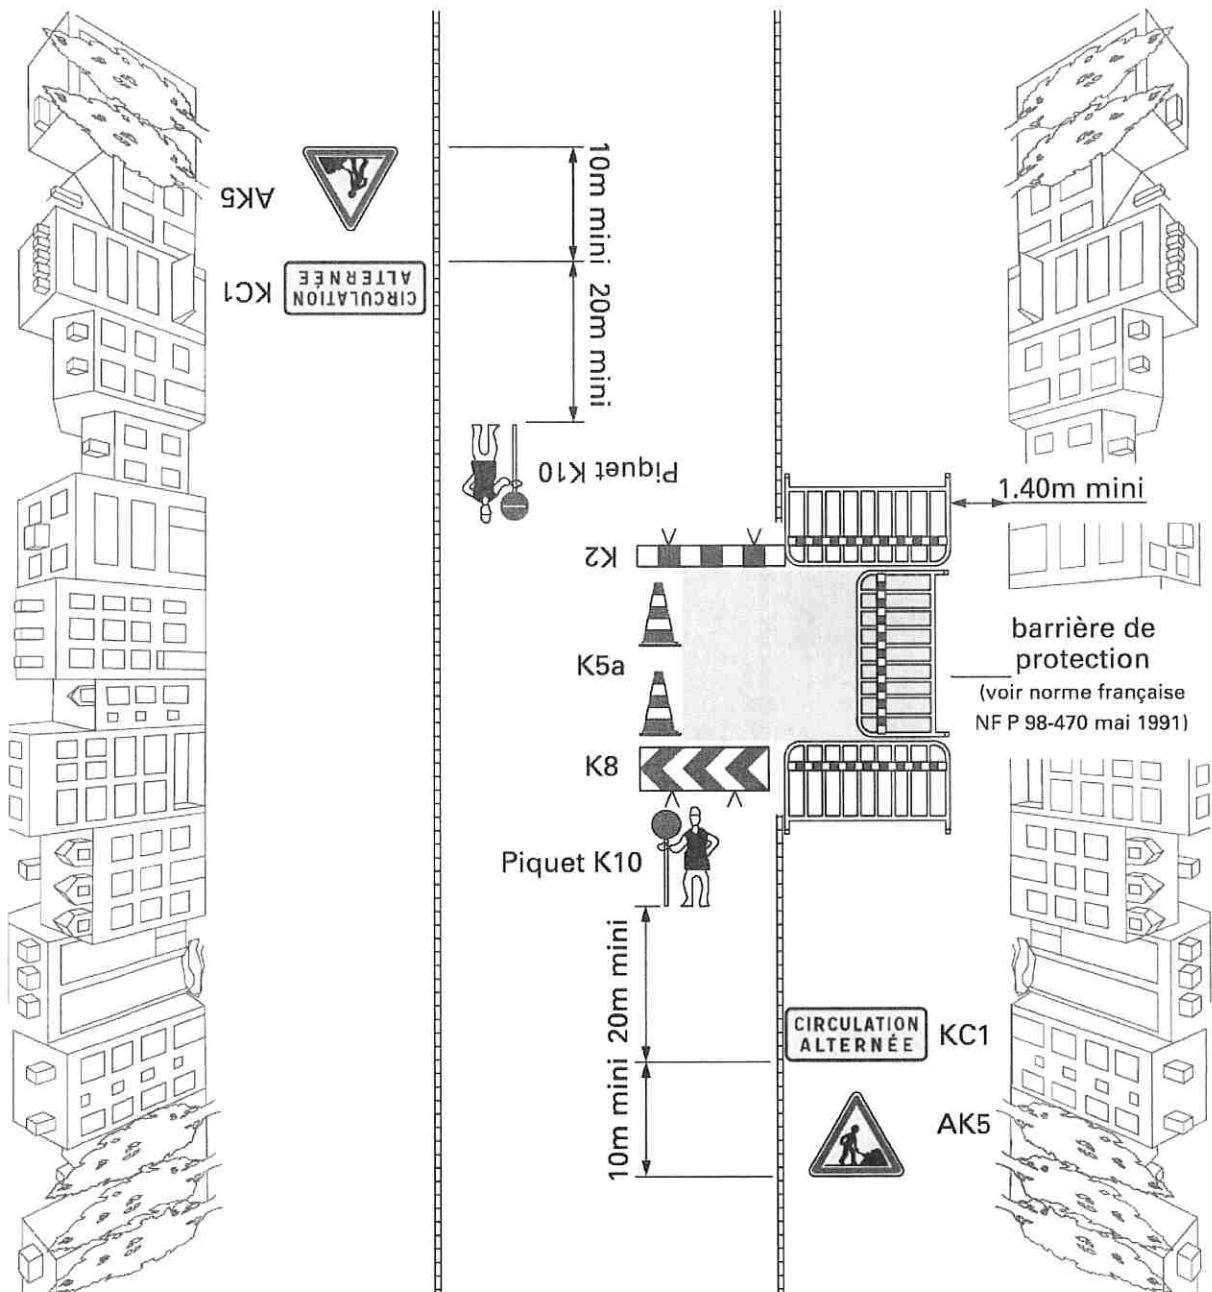 AK5
10m mini
KC1
CIRCULATION
ALTERNÉE
20m mini
Piquet K10
1.40m mini
K2
barrière de
protection
(voir norme française
NF P 98-470 mai 1991)
K5a
K8
Piquet K10
20m mini
CIRCULATION
ALTERNÉE
KC1
10m mini
AK5